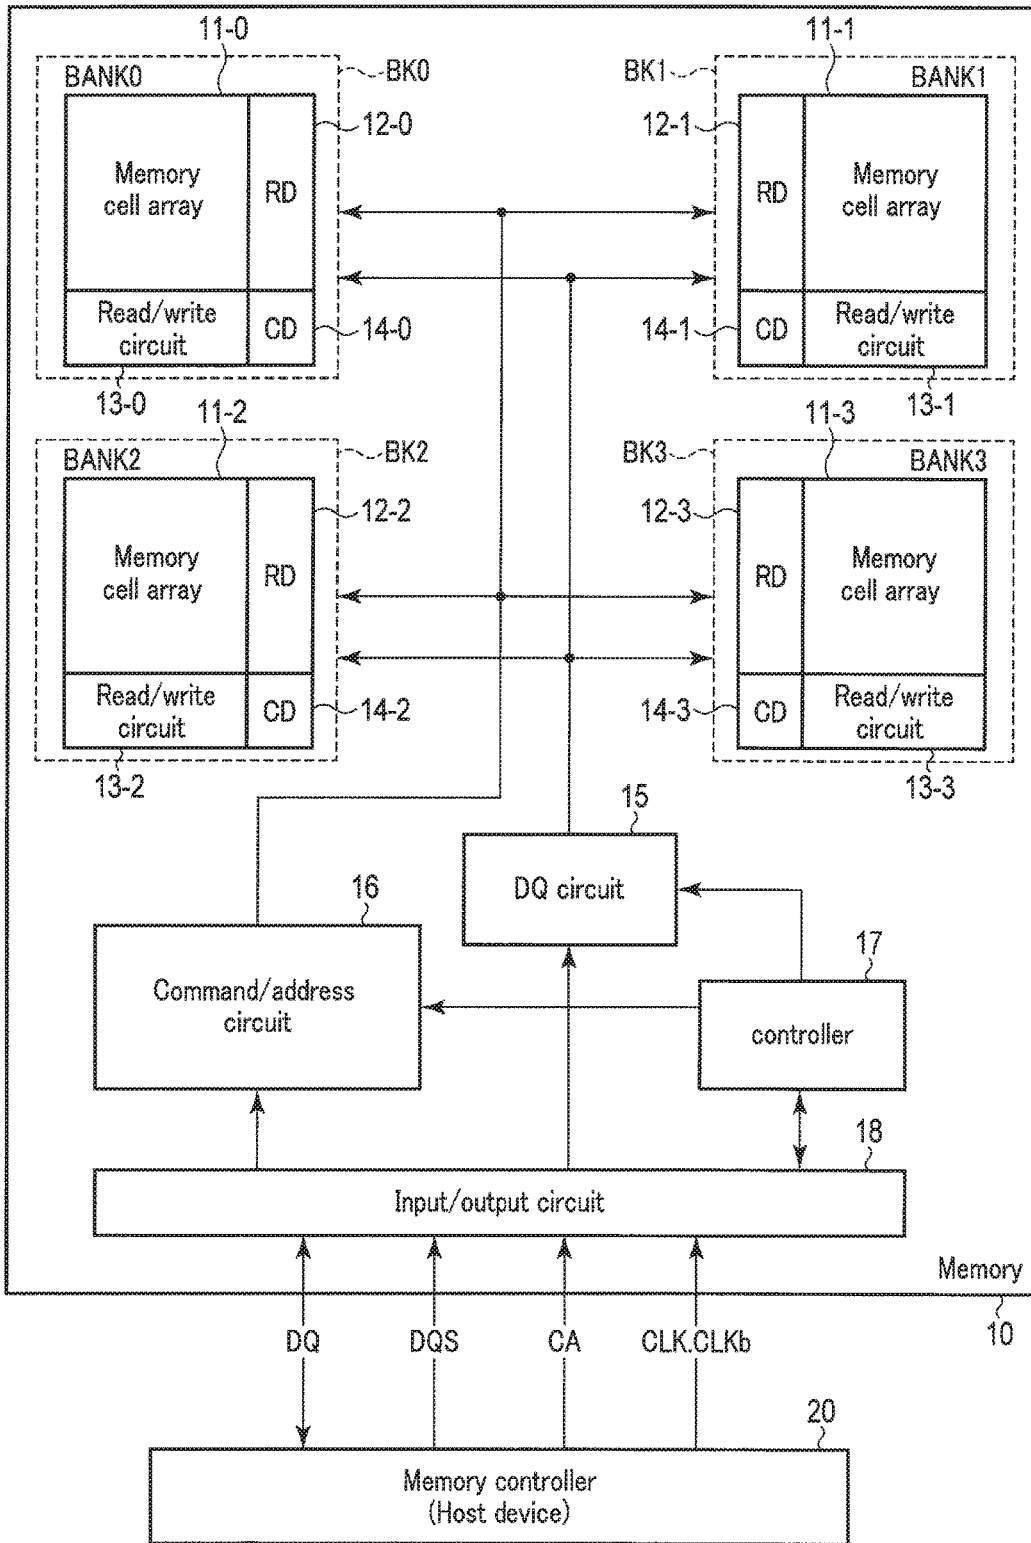 11-0
11-1
BANK0
BK0
BK1
BANK1
12-0
12-1
Memory
cell array
RD
RD
Memory
cell array
Read/write
circuit
CD
14-0
14-1
CD
Read/write
circuit
13-0
13-1
11-2
11-3
BANK2
BK2
BK3
BANK3
12-2
12-3
Memory
cell array
RD
RD
Memory
cell array
Read/write
circuit
CD
14-2
14-3
CD
Read/write
circuit
13-2
13-3
15
DQ circuit
16
Command/address
circuit
17
controller
18
Input/output circuit
Memory
10
DQ
DQS
CA
CLK.CLKb
20
Memory controller
(Host device)